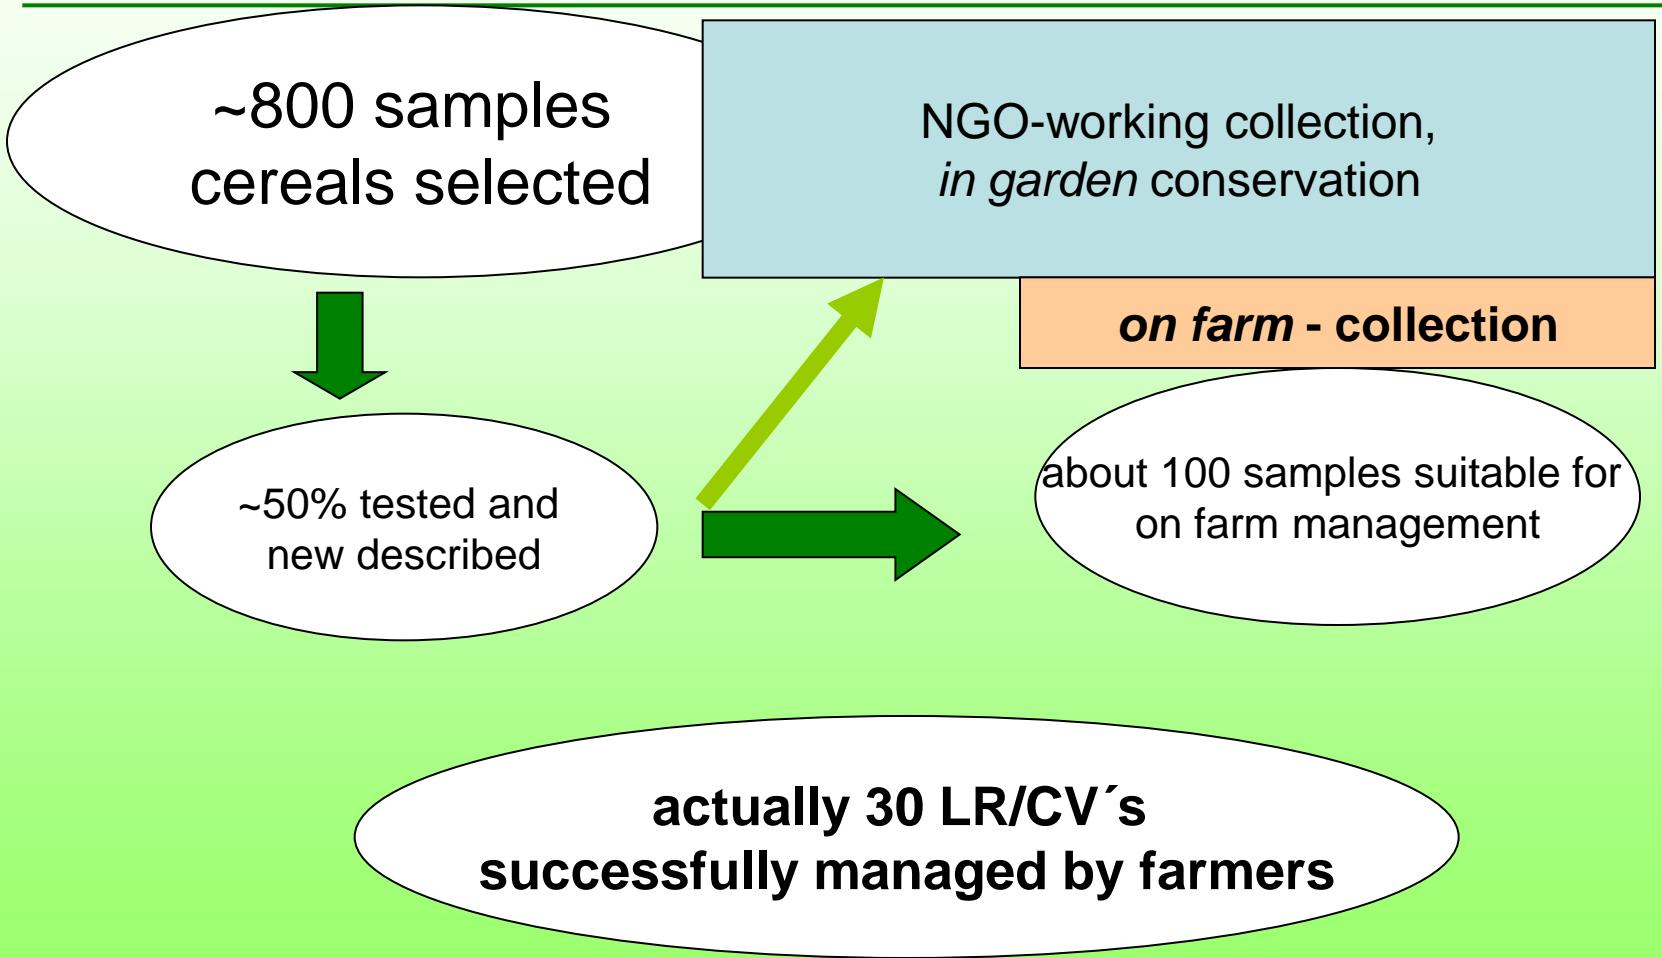 ~800 samples
cereals selected
NGO-working collection,
in garden conservation
on farm - collection
~50% tested and
new described
about 100 samples suitable for
on farm management
actually 30 LR/CV´s
successfully managed by farmers